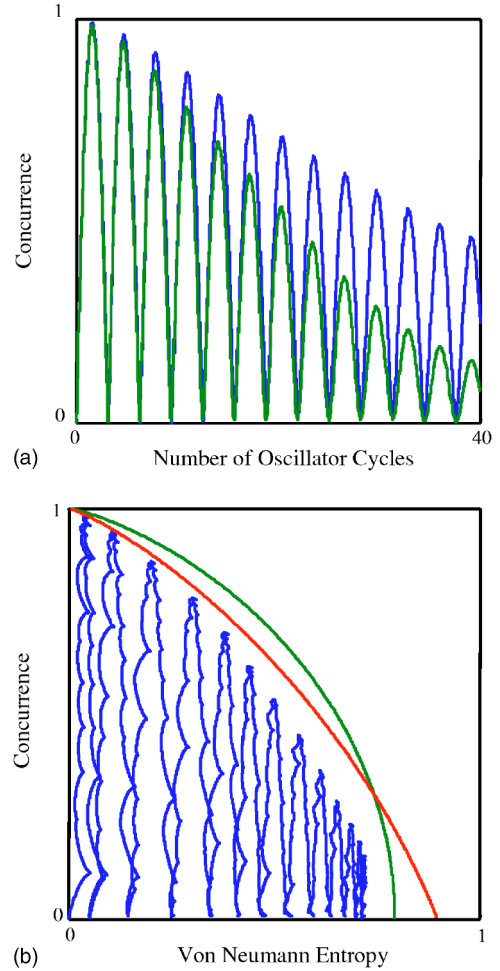 1
Concurrence
0
0
40
(a)
Number of Oscillator Cycles
1
Concurrence
0
0
1
(b)
Von Neumann Entropy